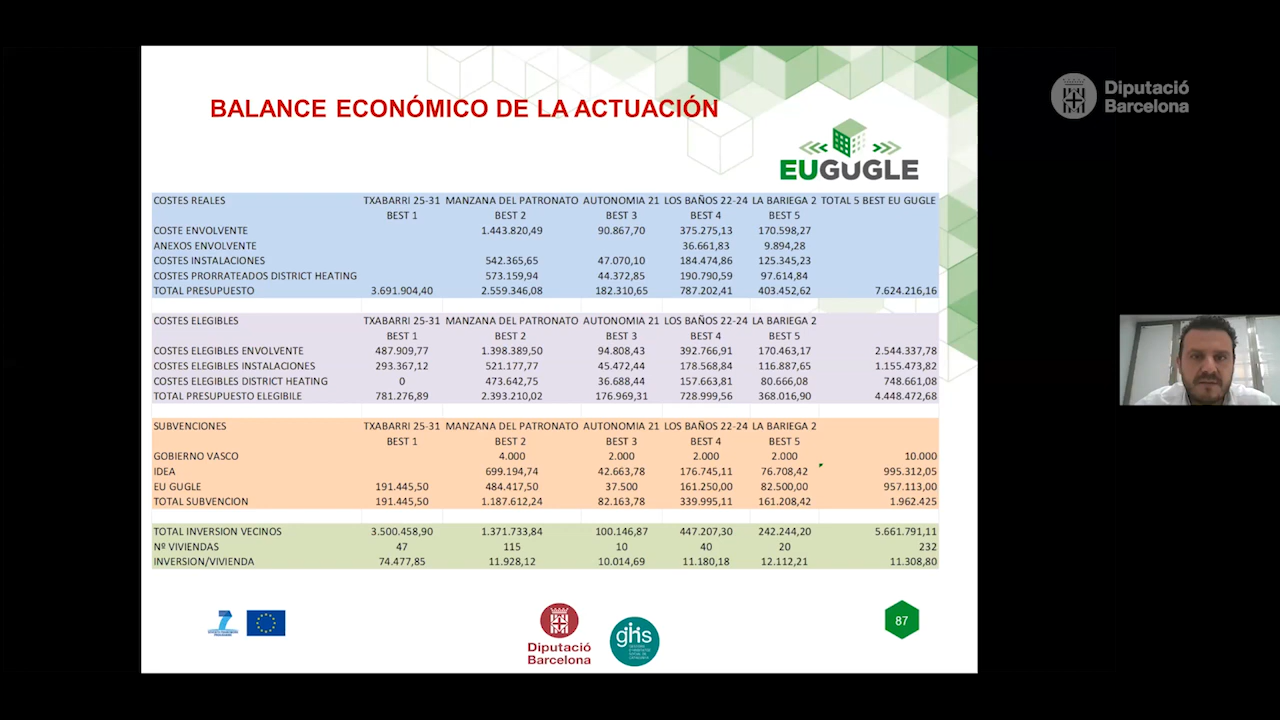 BALANCE ECONÓMICO DE LA ACTUACIÓN
Diputació
Barcelona
EUGUGLE
COSTES REALES TXABARRI 25-31 MANZANA DEL PATRONATO AUTONOMIA 21 LOS BAÑOS 22-24 LA BARIEGA 2 TOTAL 5 BEST EU GUGLE
BEST 1 BEST 2 BEST 3 BEST 4 BEST 5
COSTE ENVOLVENTE 1.443.820,49 90.867,70 375.275,13 170.598,27
ANEXOS ENVOLVENTE 36.661,83 9.894,28
COSTES INSTALACIONES 542.365,65 47.070,10 184.474,86 125.345,23
COSTES PRORRATEADOS DISTRICT HEATING 573.159,94 44.372,85 190.790,59 97.614,84
TOTAL PRESUPUESTO 3.691.904,40 2.559.346,08 182.310,65 787.202,41 403.452,62 7.624.216,16
COSTES ELEGIBLES TXABARRI 25-31 MANZANA DEL PATRONATO AUTONOMIA 21 LOS BAÑOS 22-24 LA BARIEGA 2
BEST 1 BEST 2 BEST 3 BEST 4 BEST 5
COSTES ELEGIBLES ENVOLVENTE 487.909,77 1.398.389,50 94.808,43 392.766,91 170.463,17 2.544.337,78
COSTES ELEGIBLES INSTALACIONES 293.367,12 521.177,77 45.472,44 178.568,84 116.887,65 1.155.473,82
COSTES ELEGIBLES DISTRICT HEATING 0 473.642,75 36.688,44 157.663,81 80.666,08 748.661,08
TOTAL PRESUPUESTO ELEGIBILE 781.276,89 2.393.210,02 176.969,31 728.999,56 368.016,90 4.448.472,68
SUBVENCIONES TXABARRI 25-31 MANZANA DEL PATRONATO AUTONOMIA 21 LOS BAÑOS 22-24 LA BARIEGA 2
BEST 1 BEST 2 BEST 3 BEST 4 BEST 5
GOBIERNO VASCO 4.000 2.000 2.000 2.000 10.000
IDEA 699.194,74 42.663,78 176.745,11 76.708,42 995.312,05
EU GUGLE 191.445,50 484.417,50 37.500 161.250,00 82.500,00 957.113,00
TOTAL SUBVENCION 191.445,50 1.187.612,24 82.163,78 339.995,11 161.208,42 1.962.425
TOTAL INVERSION VECINOS 3.500.458,90 1.371.733,84 100.146,87 447.207,30 242.244,20 5.661.791,11
Nº VIVIENDAS 47 115 10 40 20 232
INVERSION/VIVIENDA 74.477,85 11.928,12 10.014,69 11.180,18 12.112,21 11.308,80
7
Diputació
Barcelona
ghs
87